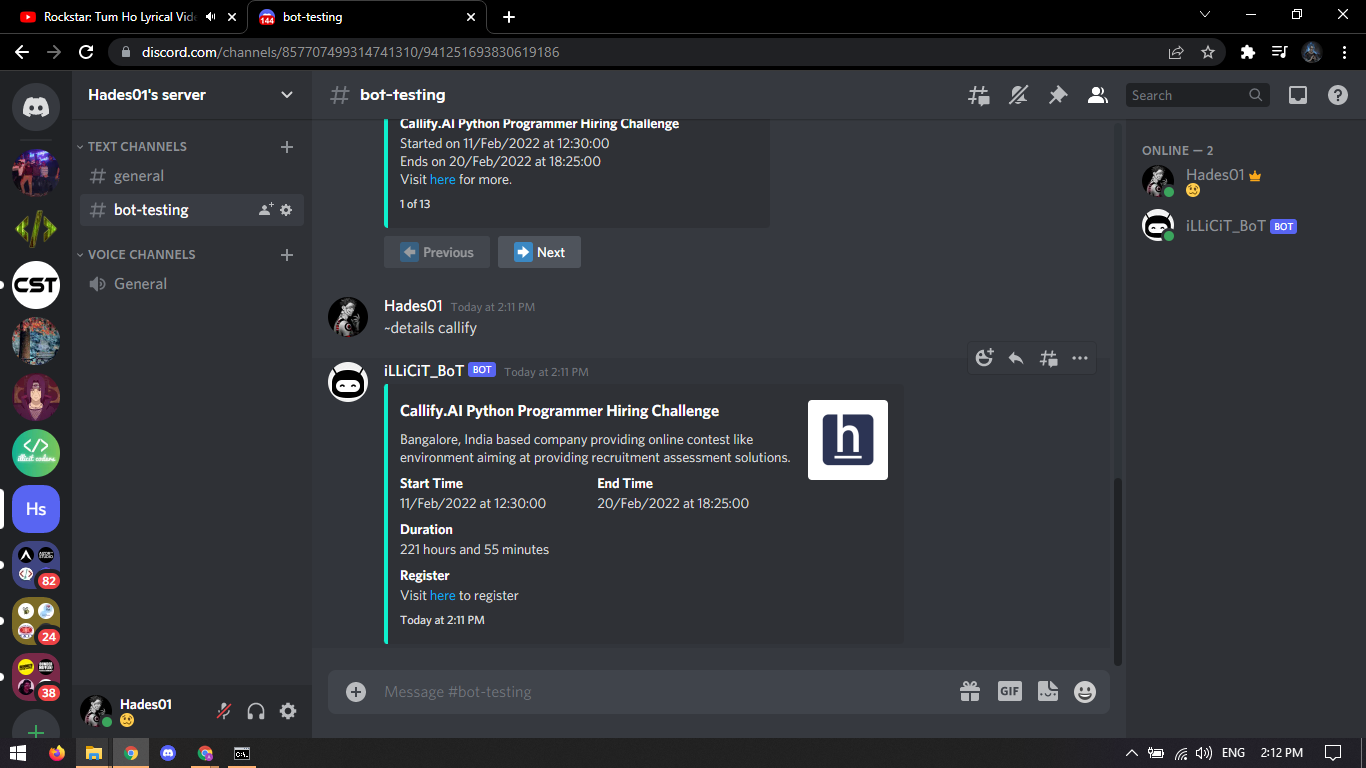 Rockstar: Tum Ho Lyrical Vid
144
bot-testing
discord.com/channels/857707499314741310/941251693830619186
Hades01's server
TEXT CHANNELS
general
bot-testing
VOICE CHANNELS
General
CST
illicit coders
Hs
82
24
38
Hades01
# bot-testing
Search
Callify.AI Python Programmer Hiring Challenge
Started on 11/Feb/2022 at 12:30:00
Ends on 20/Feb/2022 at 18:25:00
Visit here for more.
1 of 13
Previous
Next
Hades01 Today at 2:11 PM
~details callify
iLLiCiT_BoT BOT Today at 2:11 PM
Callify.AI Python Programmer Hiring Challenge
Bangalore, India based company providing online contest like
environment aiming at providing recruitment assessment solutions.
h
Start Time End Time
11/Feb/2022 at 12:30:00 20/Feb/2022 at 18:25:00
Duration
221 hours and 55 minutes
Register
Visit here to register
Today at 2:11 PM
Message #bot-testing
GIF
ONLINE — 2
Hades01
iLLiCiT_BoT BOT
ENG
2:12 PM